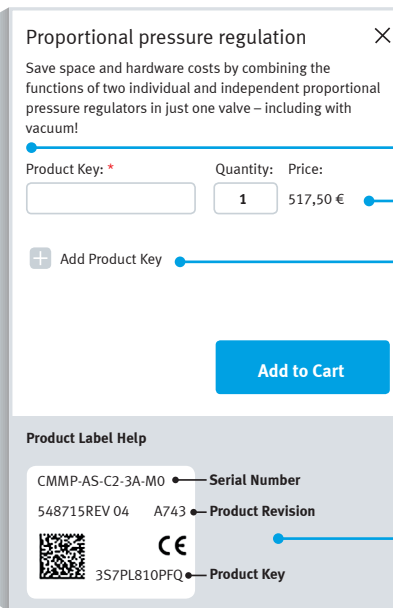 Proportional pressure regulation
Save space and hardware costs by combining the
functions of two individual and independent proportional
pressure regulators in just one valve – including with
vacuum!
Product Key: * Quantity: Price:
1 517,50 €
Add Product Key
Add to Cart
Product Label Help
CMMP-AS-C2-3A-M0 Serial Number
548715REV 04 A743 Product Revision
CE
3S7PL810PFQ Product Key